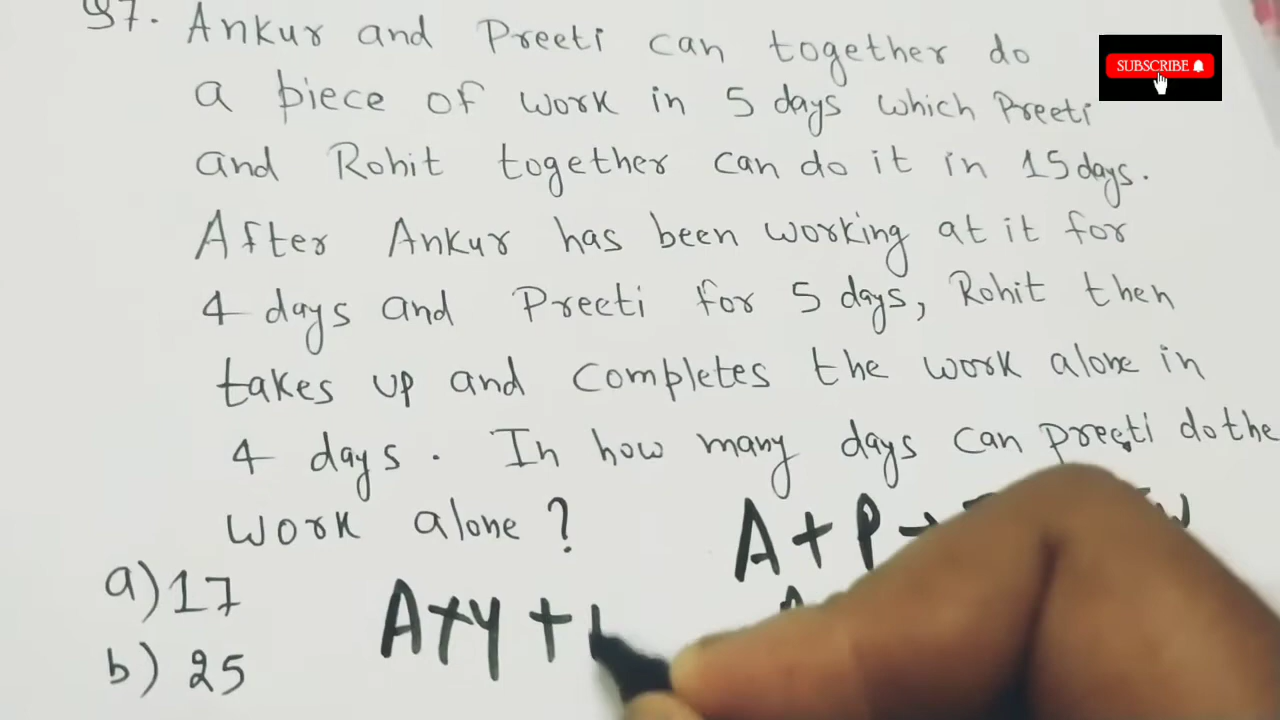 97. Ankur and Preeti can together do
SUBSCRIBE
a piece of work in 5 days which Preeti
and Rohit together can do it in 15 days.
After Ankur has been working at it for
4 days and Preeti for 5 days, Rohit then
takes up and completes the work alone in
4 days. In how many days can preeti do the
work alone?
A+P→
a) 17
A+4+
b) 25